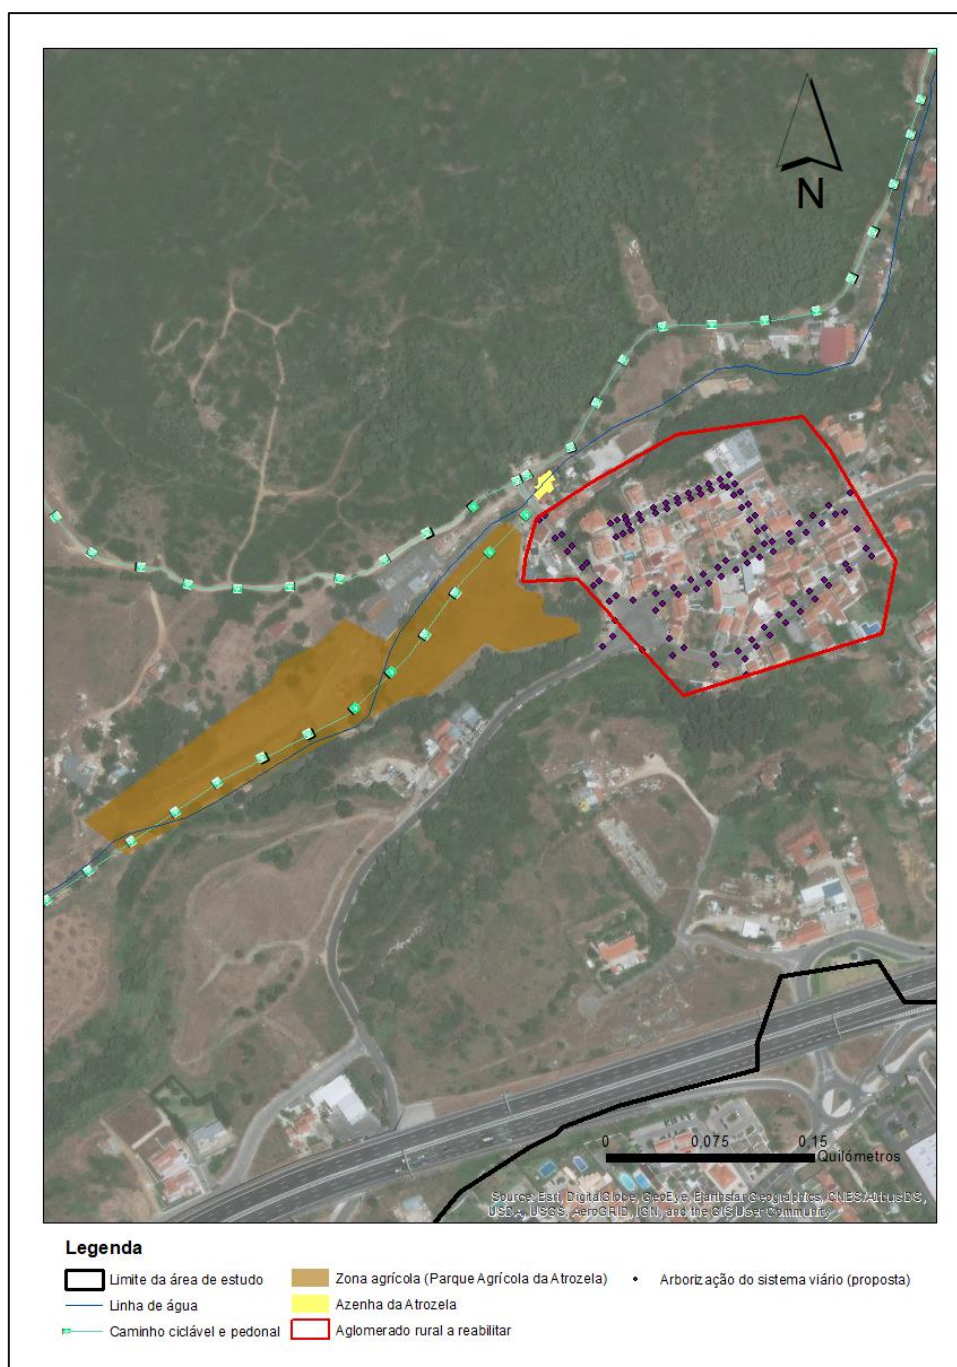 N
0 0,075 0,15
Quilómetros
Source: Esri, DigitalGlobe, GeoEye, Earthstar Geographics, CNES/Airbus DS,
USDA, USGS, AeroGRID, IGN, and the GIS User Community
Legenda
Limite da área de estudo Zona agrícola (Parque Agrícola da Atrozela) Arborização do sistema viário (proposta)
Linha de água Azenha da Atrozela
Caminho ciclável e pedonal Aglomerado rural a reabilitar